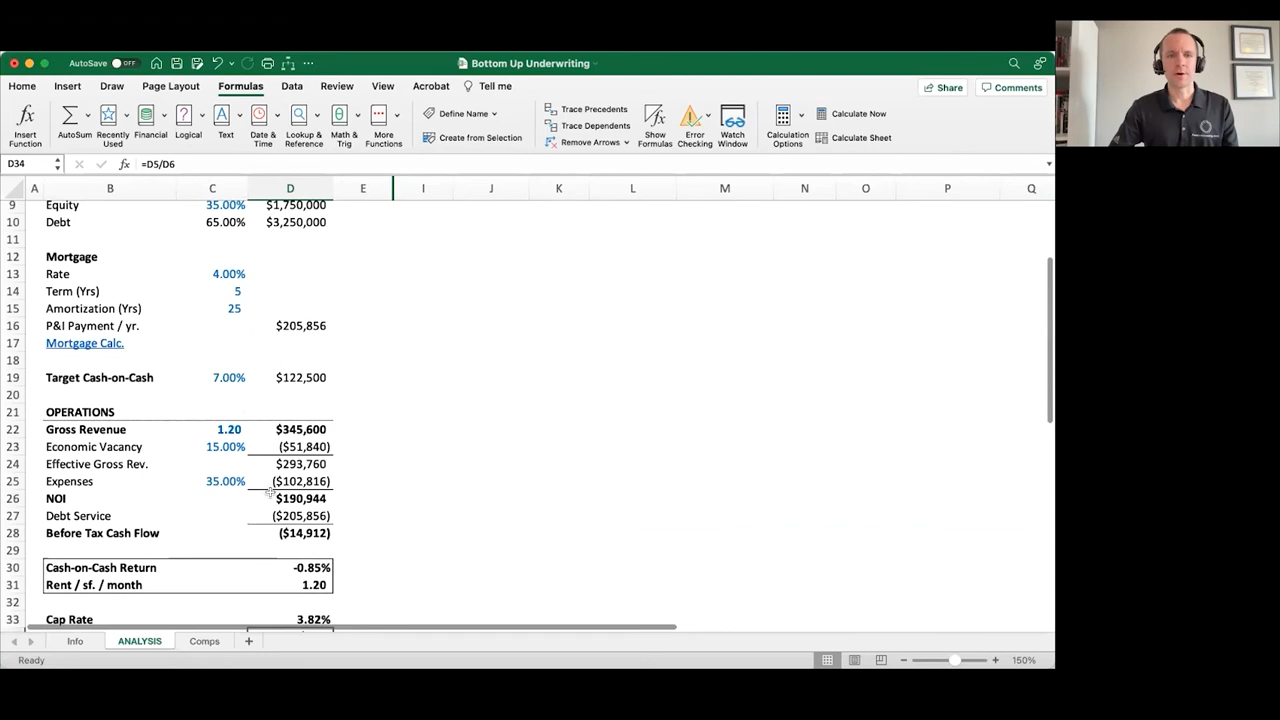 AutoSave OFF Bottom Up Underwriting
Home Insert Draw Page Layout Formulas Data Review View Acrobat Tell me Share Comments
Insert Function AutoSum Recently Used Financial Logical Text Date & Time Lookup & Reference Math & Trig More Functions Define Name Create from Selection Trace Precedents Trace Dependents Remove Arrows Show Formulas Error Checking Watch Window Calculation Options Calculate Now Calculate Sheet
D34 fx =D5/D6
A B C D E I J K L M N O P Q
9 Equity 35.00% $1,750,000
10 Debt 65.00% $3,250,000
11
12 Mortgage
13 Rate 4.00%
14 Term (Yrs) 5
15 Amortization (Yrs) 25
16 P&I Payment / yr. $205,856
17 Mortgage Calc.
18
19 Target Cash-on-Cash 7.00% $122,500
20
21 OPERATIONS
22 Gross Revenue 1.20 $345,600
23 Economic Vacancy 15.00% ($51,840)
24 Effective Gross Rev. $293,760
25 Expenses 35.00% ($102,816)
26 NOI $190,944
27 Debt Service ($205,856)
28 Before Tax Cash Flow ($14,912)
29
30 Cash-on-Cash Return -0.85%
31 Rent / sf. / month 1.20
32
33 Cap Rate 3.82%
Info ANALYSIS Comps +
Ready 150%